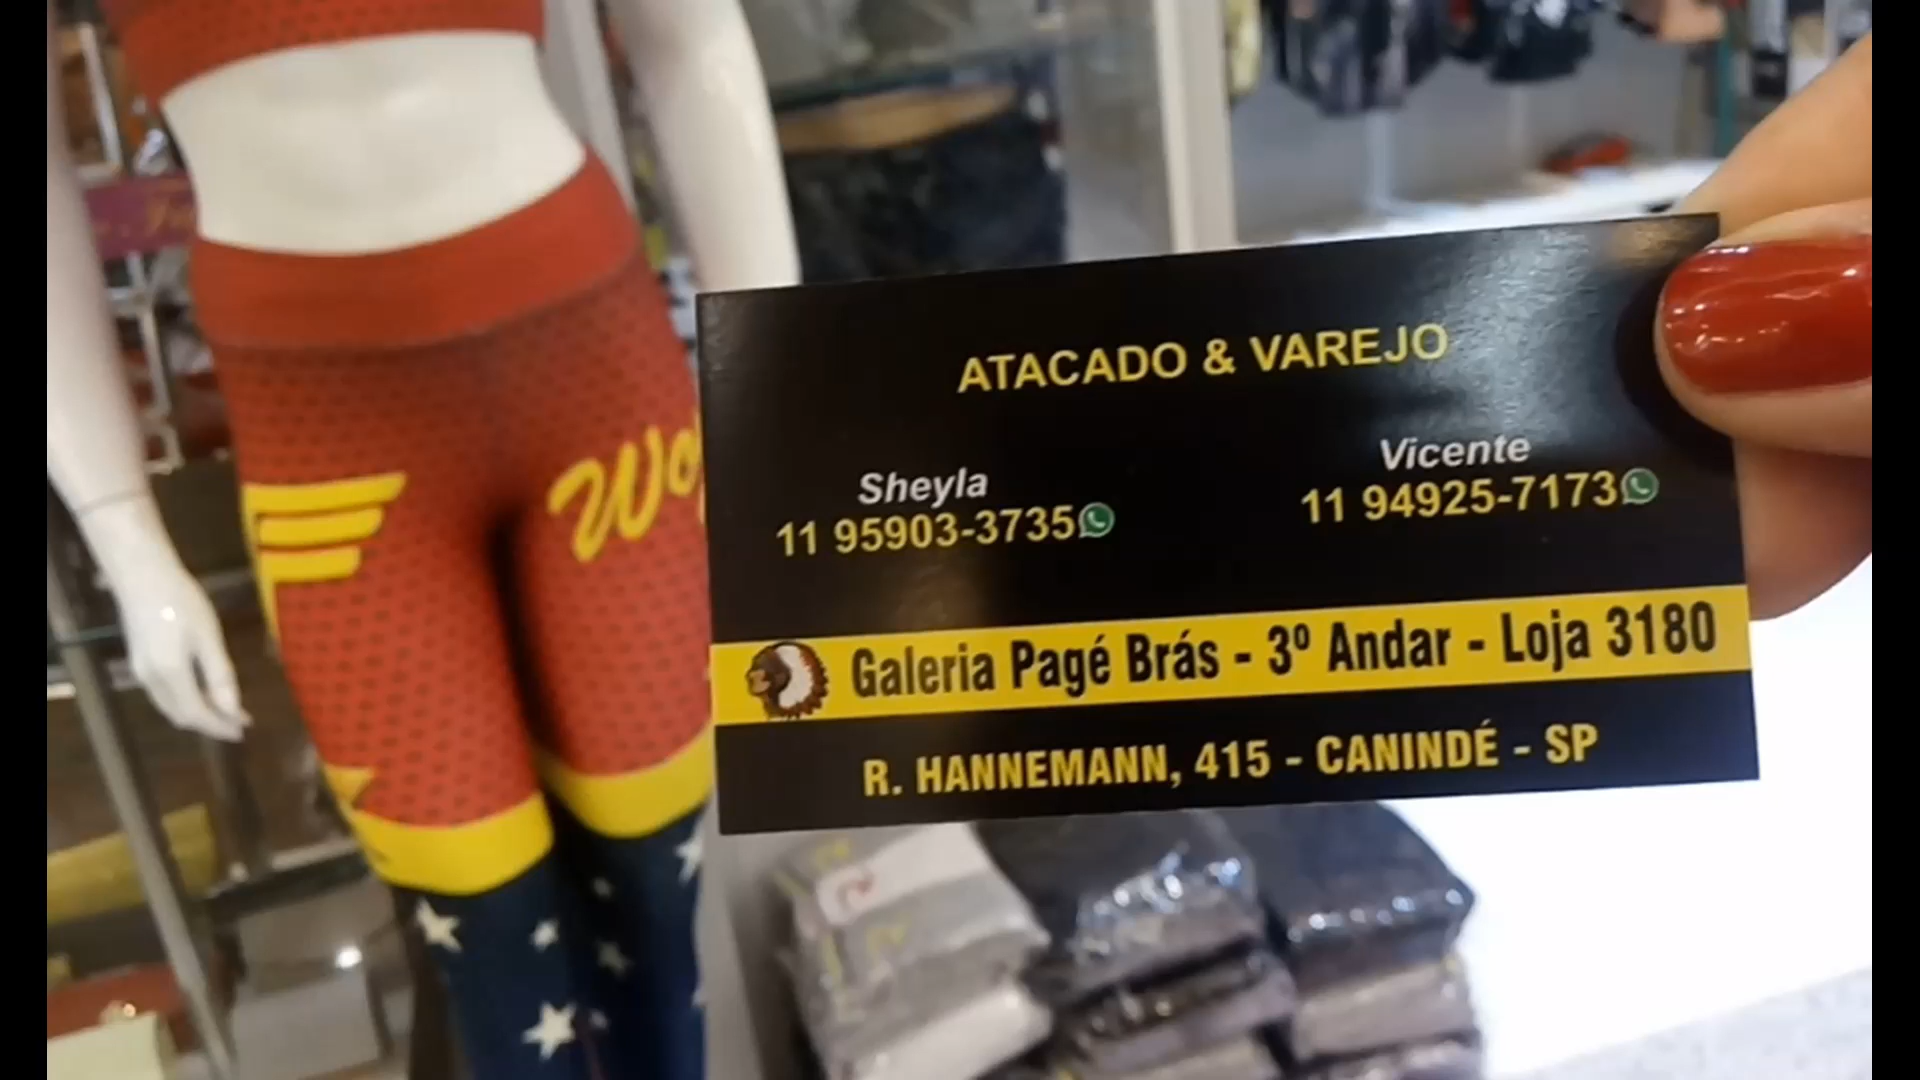 ATACADO & VAREJO
Sheyla
11 95903-3735
Vicente
11 94925-7173
Galeria Pagé Brás - 3º Andar - Loja 3180
R. HANNEMANN, 415 - CANINDÉ - SP
Wo